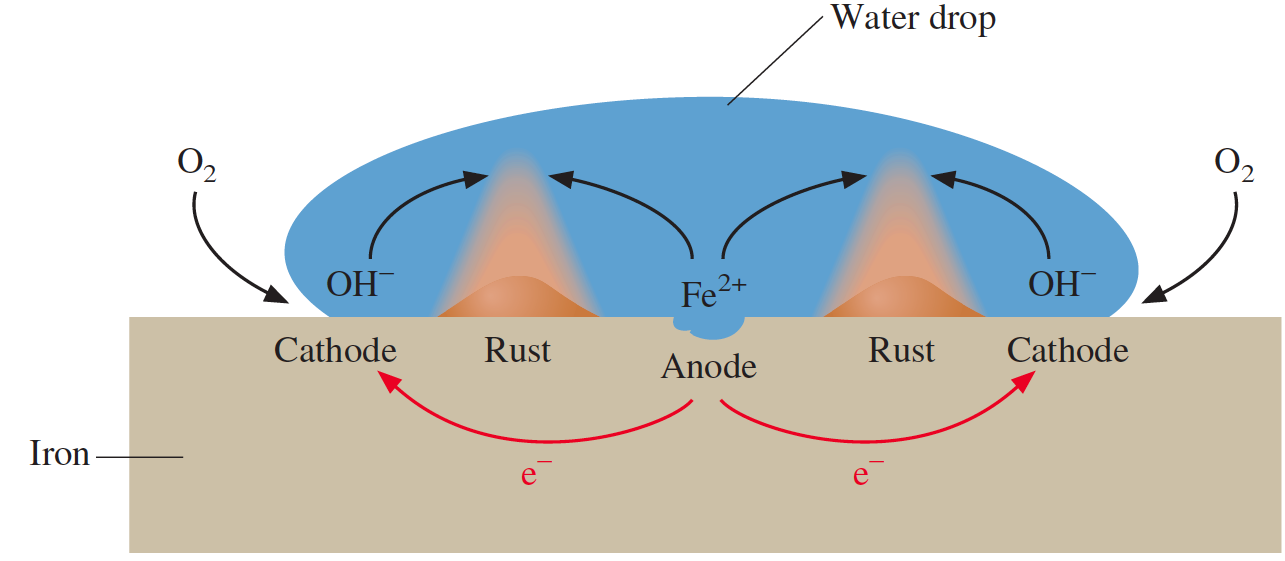 Water drop
O₂
O₂
OH⁻
Fe²⁺
OH⁻
Cathode
Rust
Anode
Rust
Cathode
Iron
e⁻
e⁻